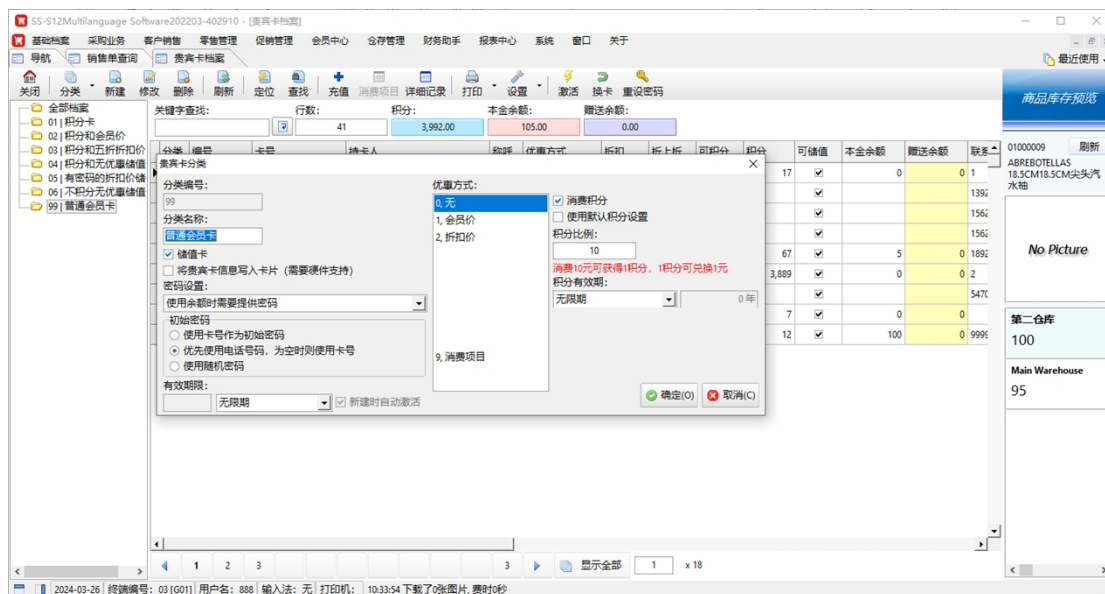 SS-S12Multilanguage Software202203-402910 - [贵宾卡档案]
基础档案 采购业务 客户销售 零售管理 促销管理 会员中心 仓存管理 财务助手 报表中心 系统 窗口 关于
导航 销售单查询 贵宾卡档案 最近使用
关闭 分类 新建 修改 删除 刷新 定位 查找 充值 消费项目 详细记录 打印 设置 激活 换卡 重设密码
商品库存预览
全部档案
01|积分卡
02|积分和会员价
03|积分和五折折扣价
04|积分和无优惠储值
05|有密码的折扣价储
06|不积分无优惠储值
99|普通会员卡
关键字查找: 行数: 积分: 本金余额: 赠送余额:
41 3,992.00 105.00 0.00
分类 编号 卡号 持卡人 称呼 优惠方式 折扣 折上折 可积分 积分 可储值 本金余额 赠送余额 联系
17 0 0 1
1392
1562
1562
67 5 0 1892
3,889 0 0 2
547C
7 0 0
12 100 0 9999
贵宾卡分类
分类编号:
99
分类名称:
普通会员卡
储值卡
将贵宾卡信息写入卡片（需要硬件支持）
密码设置:
使用余额时需要提供密码
初始密码
使用卡号作为初始密码
优先使用电话号码，为空时则使用卡号
使用随机密码
有效期限:
无限期 新建时自动激活
优惠方式:
0, 无
1, 会员价
2, 折扣价
9, 消费项目
消费积分
使用默认积分设置
积分比例:
10
消费10元可获得1积分，1积分可兑换1元
积分有效期:
无限期 0 年
确定(O) 取消(C)
01000009 刷新
ABREBOTELLAS
18.5CM18.5CM尖头汽
水抽
No Picture
第二仓库
100
Main Warehouse
95
1 2 3 3 显示全部 1 x 18
2024-03-26 终端编号: 03 [G01] 用户名: 888 输入法: 无 打印机: 10:33:54 下载了0张图片, 费时0秒